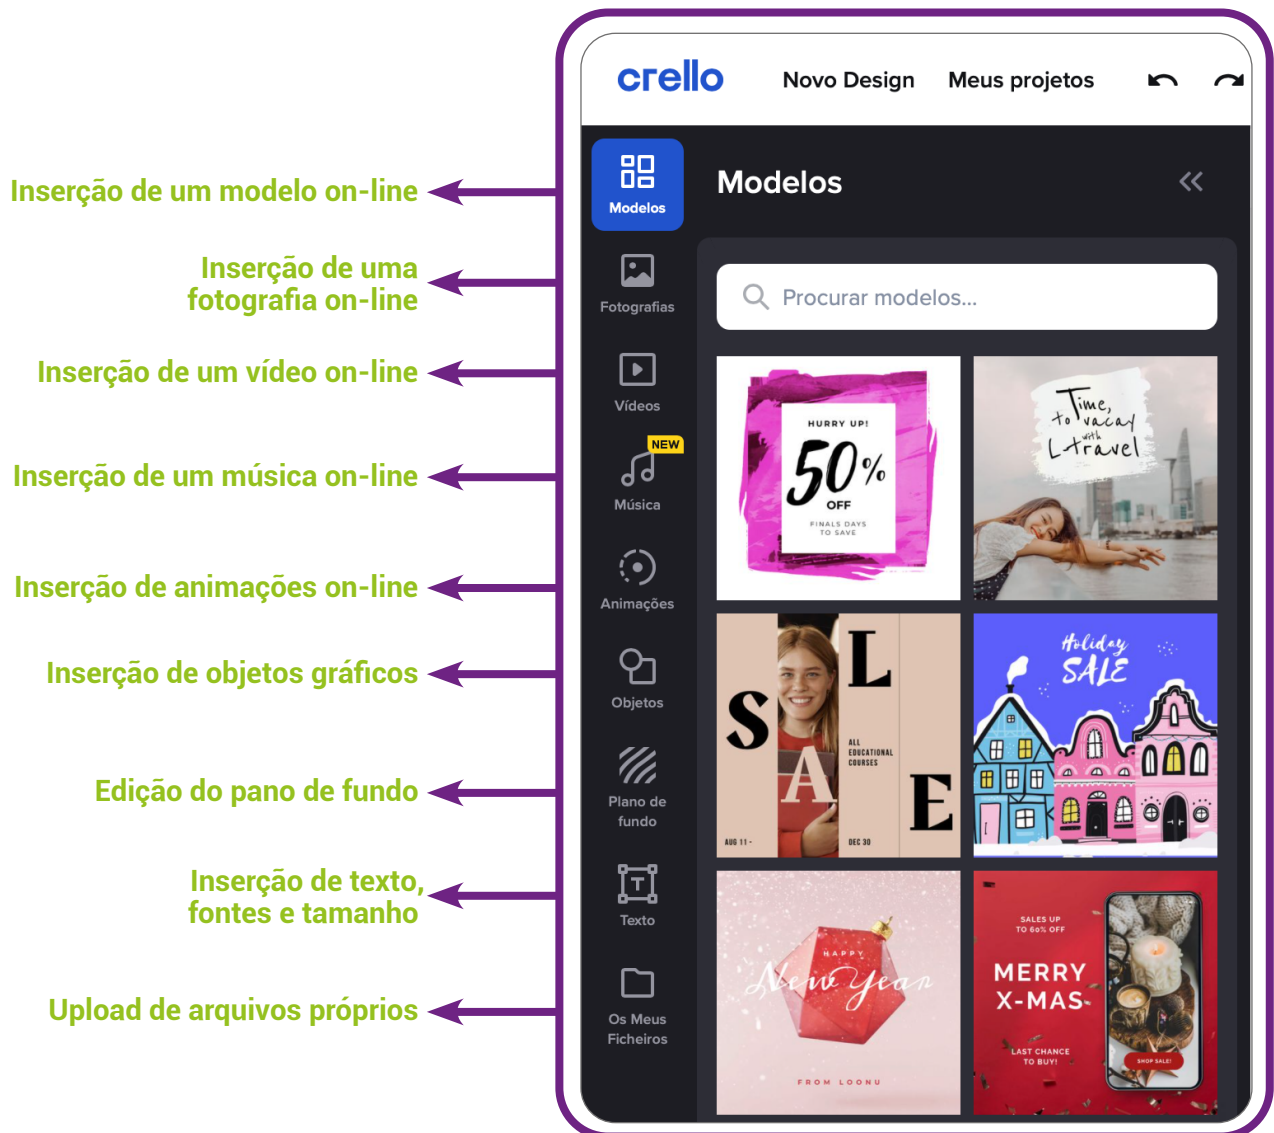 crello
Novo Design
Meus projetos
Inserção de um modelo on-line
Inserção de uma
fotografia on-line
Inserção de um vídeo on-line
Inserção de um música on-line
Inserção de animações on-line
Inserção de objetos gráficos
Edição do pano de fundo
Inserção de texto,
fontes e tamanho
Upload de arquivos próprios
Modelos
Fotografias
Vídeos
NEW
Música
Animações
Objetos
Plano de
fundo
Texto
Os Meus
Ficheiros
Modelos
Procurar modelos...
HURRY UP!
50%
OFF
FINALS DAYS
TO SAVE
Time,
to vacay
with
L-travel
S
A
L
E
ALL
EDUCATIONAL
COURSES
AUG 11 -
DEC 30
Holiday
SALE
HAPPY
New Year
FROM LOONU
SALES UP
TO 60% OFF
MERRY
X-MAS
LAST CHANCE
TO BUY!
SHOP SALE!